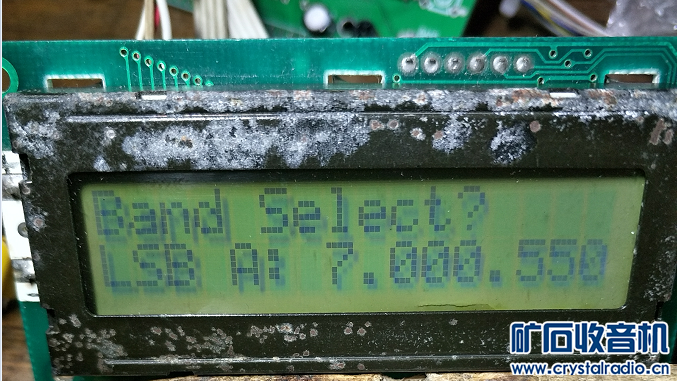 Band Select?
LSB A: 7.000.550
矿石收音机
www.crystalradio.cn